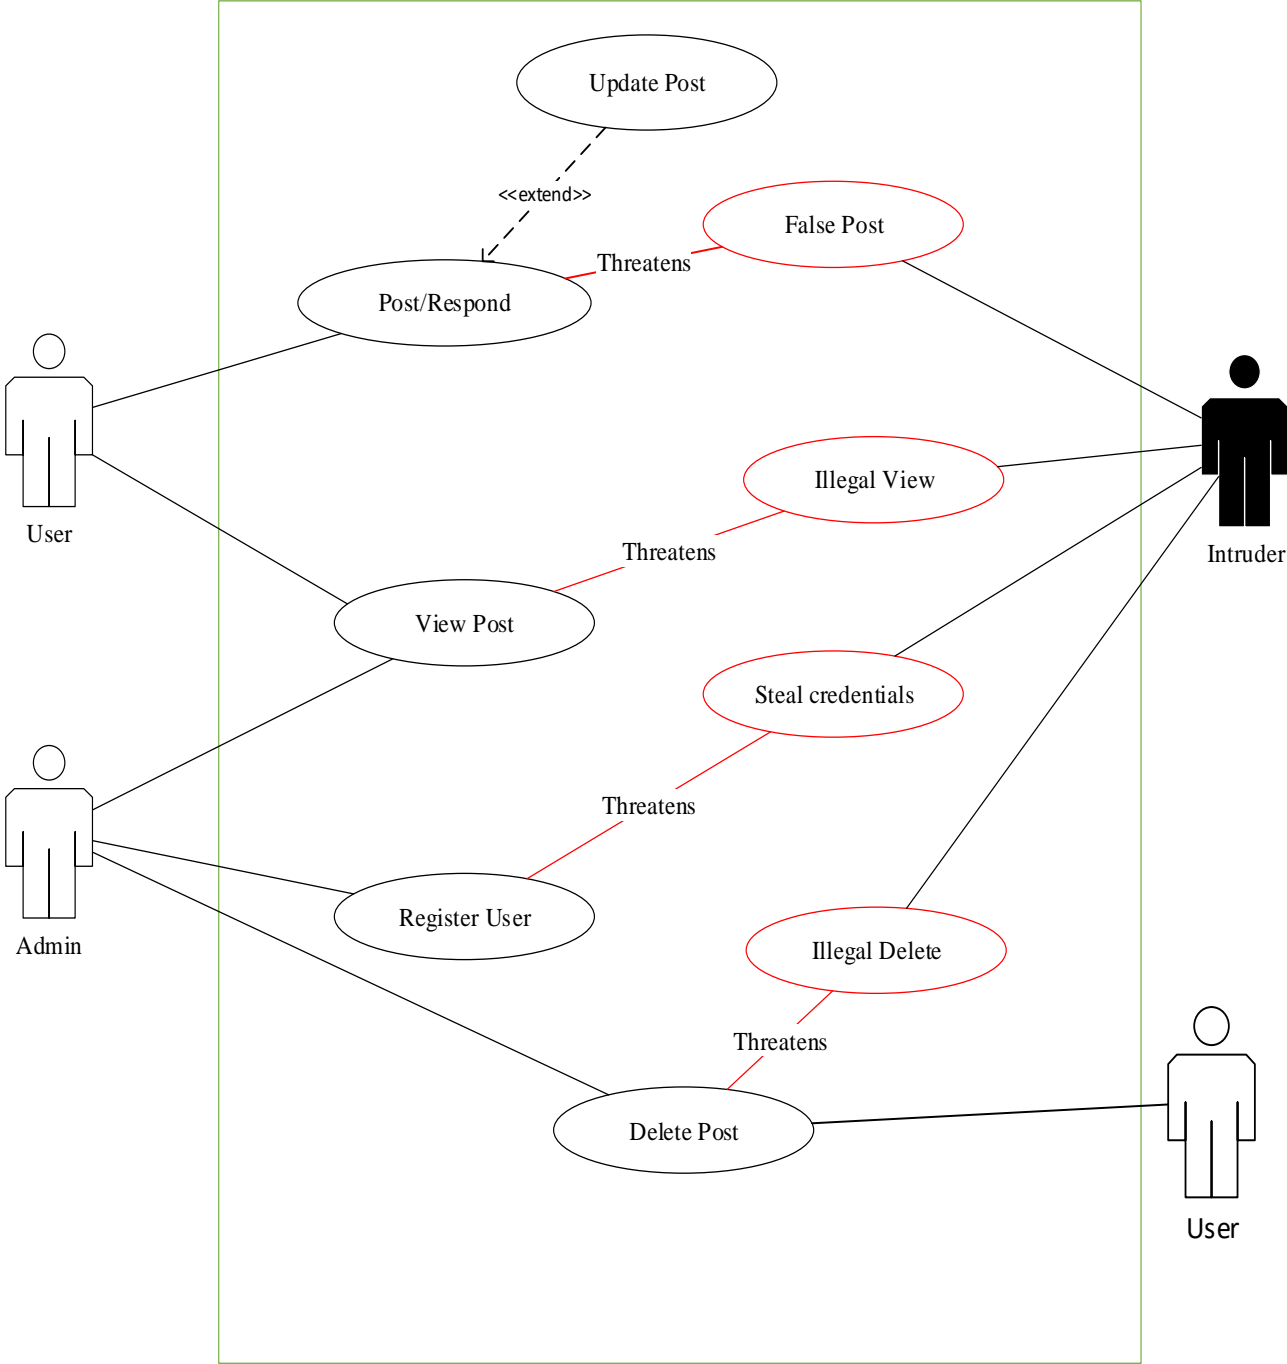 Update Post
<<extend>>
False Post
Threatens
Post/Respond
Illegal View
User
Intruder
Threatens
View Post
Steal credentials
Threatens
Register User
Admin
Illegal Delete
Threatens
Delete Post
User